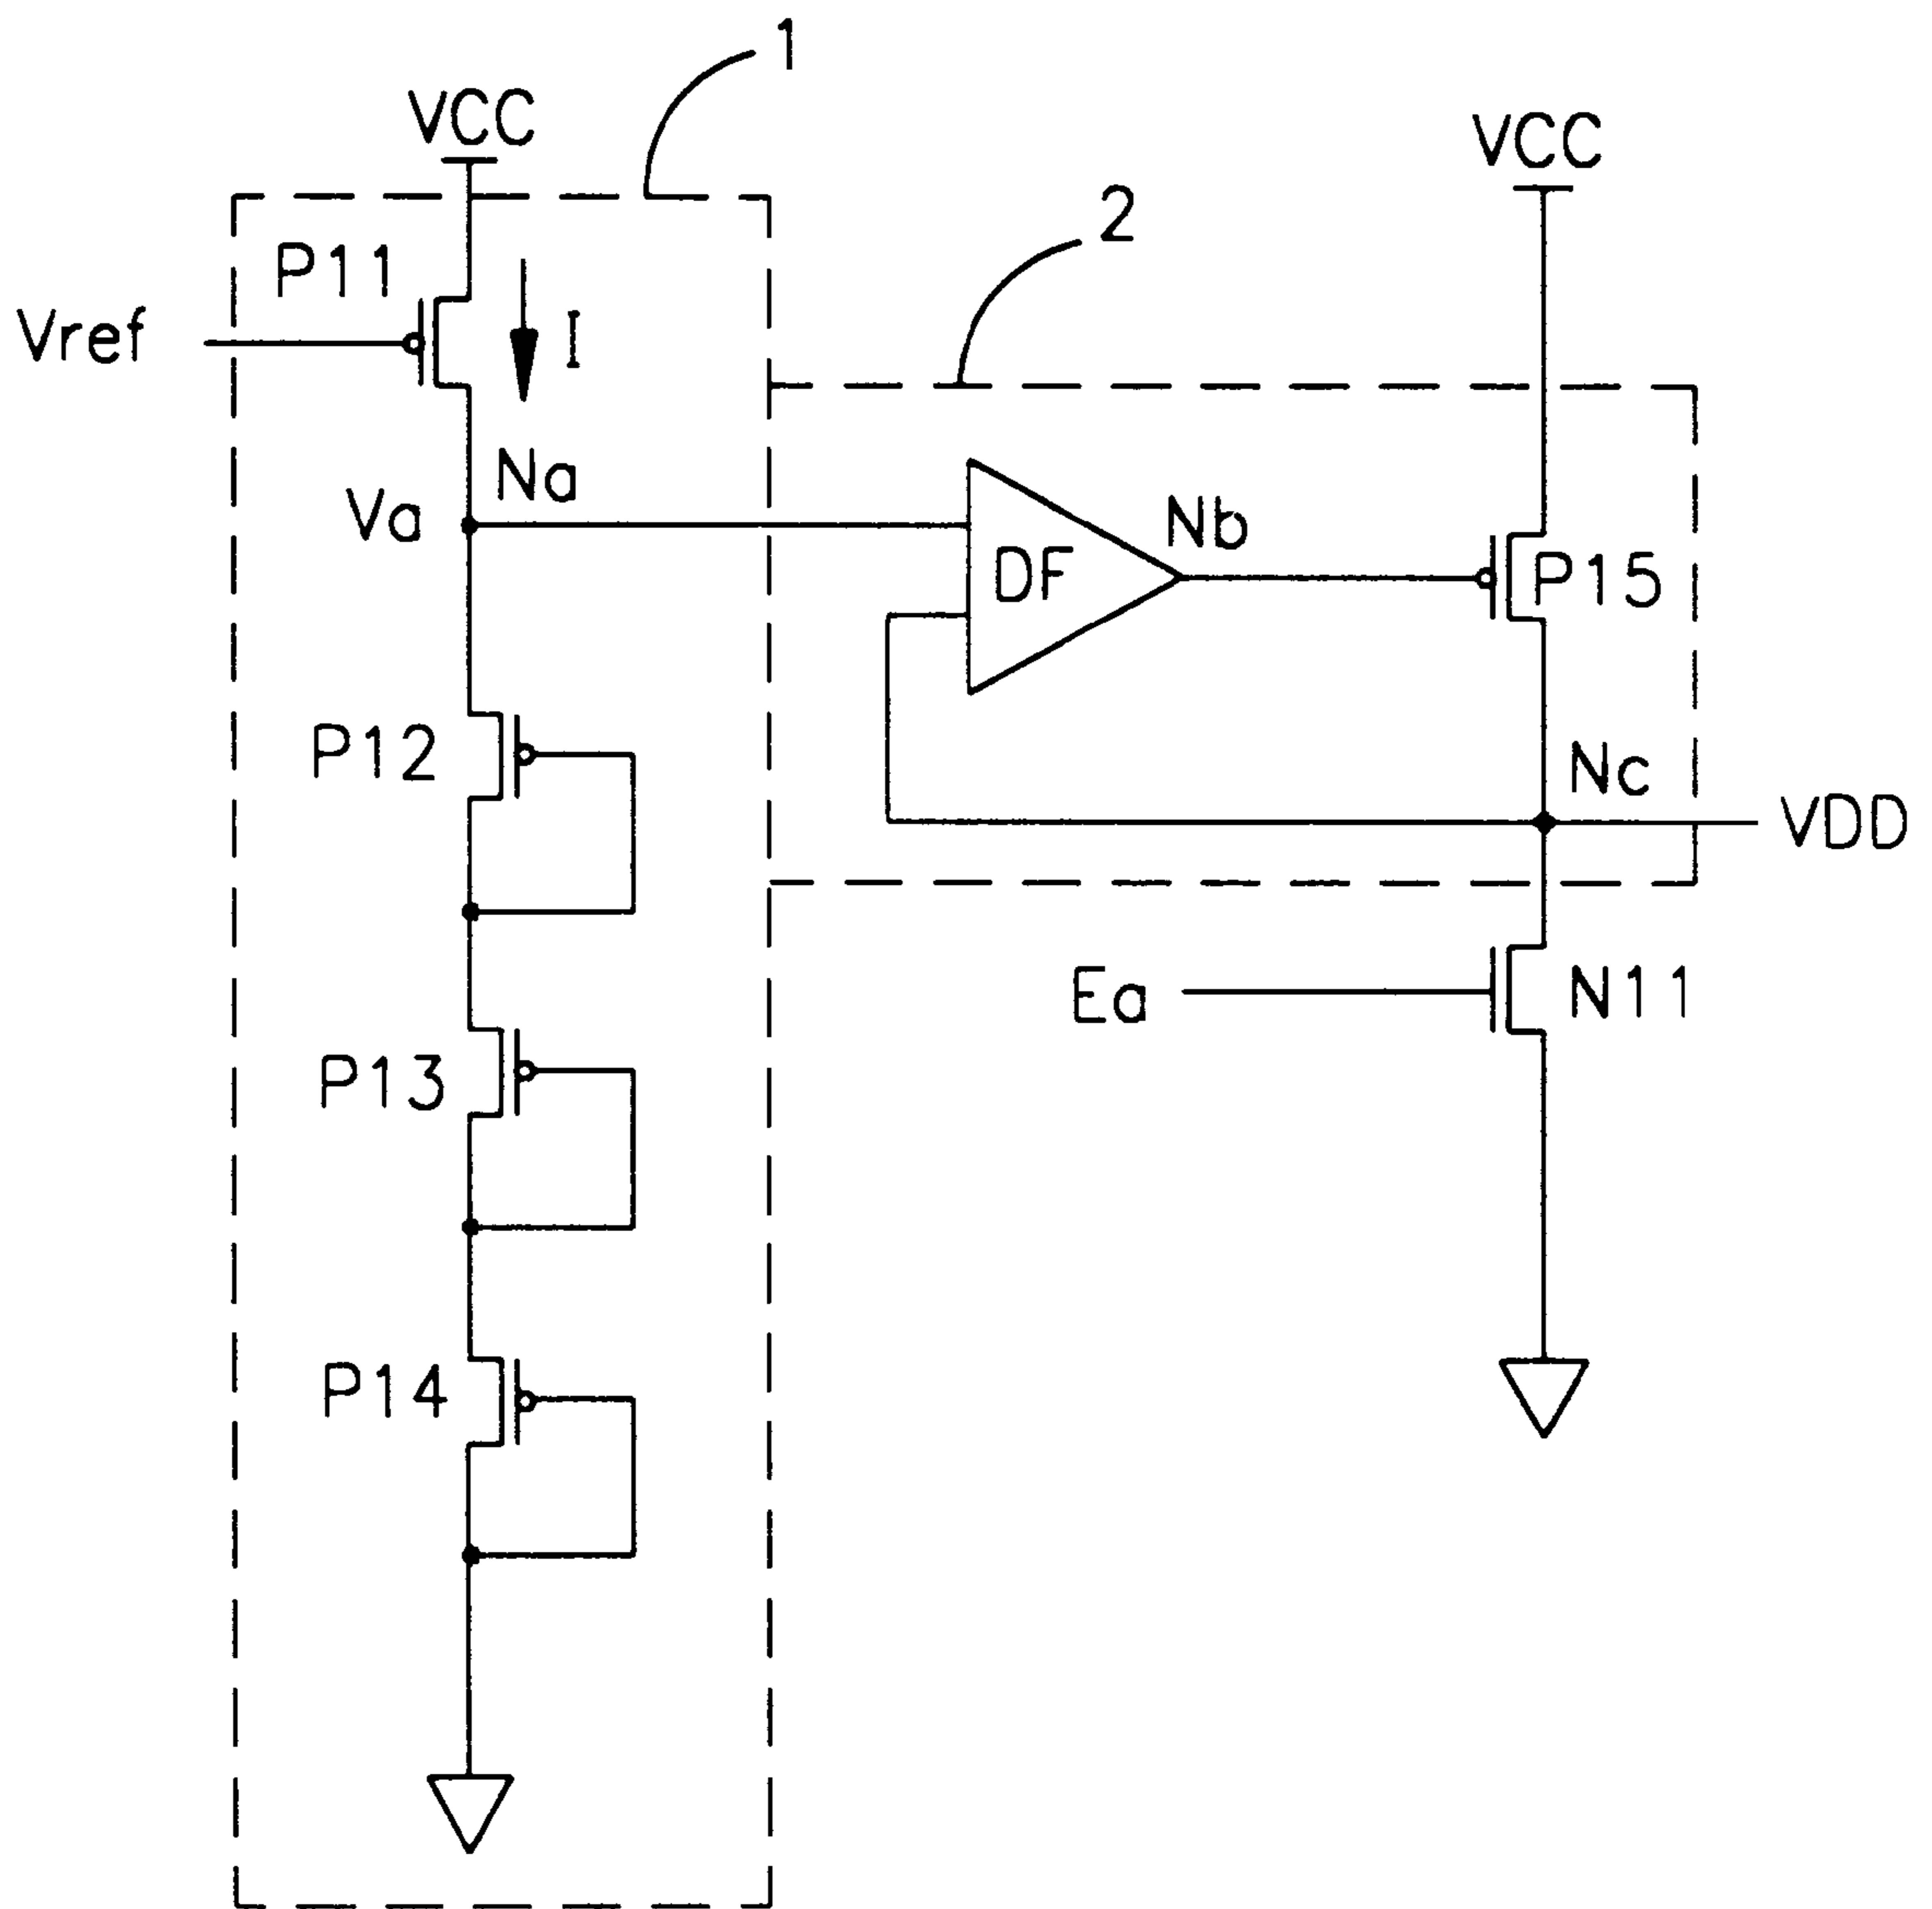 1
VCC
VCC
2
P11
Vref
I
Na
Va
Nb
DF
P15
P12
Nc
VDD
Ea
N11
P13
P14